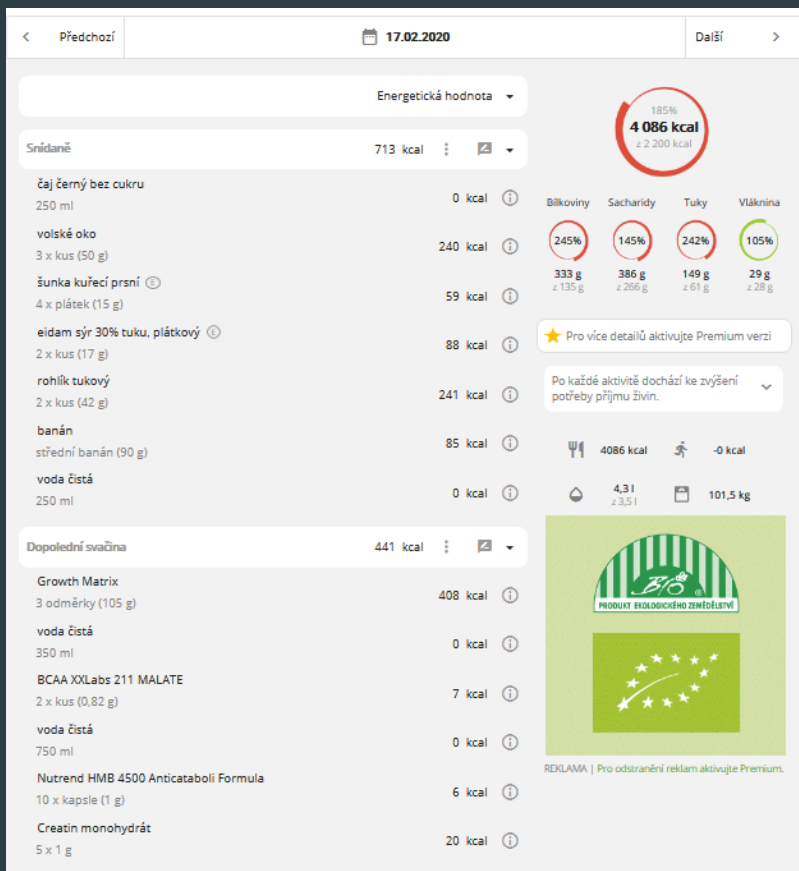 Předchozí
17.02.2020
Další
Energetická hodnota
Snídaně 713 kcal
čaj černý bez cukru
250 ml
0 kcal
volské oko
3 x kus (50 g)
240 kcal
šunka kuřecí prsní E
4 x plátek (15 g)
59 kcal
eidam sýr 30% tuku, plátkový E
2 x kus (17 g)
88 kcal
rohlík tukový
2 x kus (42 g)
241 kcal
banán
střední banán (90 g)
85 kcal
voda čistá
250 ml
0 kcal
Dopolední svačina 441 kcal
Growth Matrix
3 odměrky (105 g)
408 kcal
voda čistá
350 ml
0 kcal
BCAA XXLabs 211 MALATE
2 x kus (0,82 g)
7 kcal
voda čistá
750 ml
0 kcal
Nutrend HMB 4500 Anticataboli Formula
10 x kapsle (1 g)
6 kcal
Creatin monohydrát
5 x 1 g
20 kcal
185%
4 086 kcal
z 2 200 kcal
Bílkoviny Sacharidy Tuky Vláknina
245% 145% 242% 105%
333 g 386 g 149 g 29 g
z 135 g z 266 g z 61 g z 28 g
Pro více detailů aktivujte Premium verzi
Po každé aktivitě dochází ke zvýšení
potřeby příjmu živin.
4086 kcal -0 kcal
4,3 l
z 3,5 l
101,5 kg
BIO ®
PRODUKT EKOLOGICKÉHO ZEMĚDĚLSTVÍ
REKLAMA | Pro odstranění reklam aktivujte Premium.